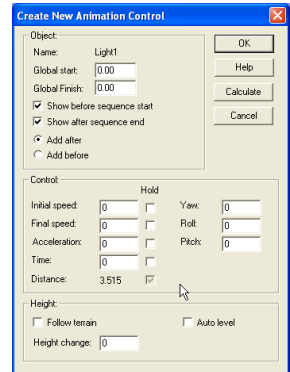 Create New Animation Control
Object:
Name: Light1
Global start: 0.00
Global Finish: 0.00
Show before sequence start
Show after sequence end
Add after
Add before
OK
Help
Calculate
Cancel
Control:
Hold
Initial speed: 0 Yaw: 0
Final speed: 0 Roll: 0
Acceleration: 0 Pitch: 0
Time: 0
Distance: 3.515
Height:
Follow terrain Auto level
Height change: 0